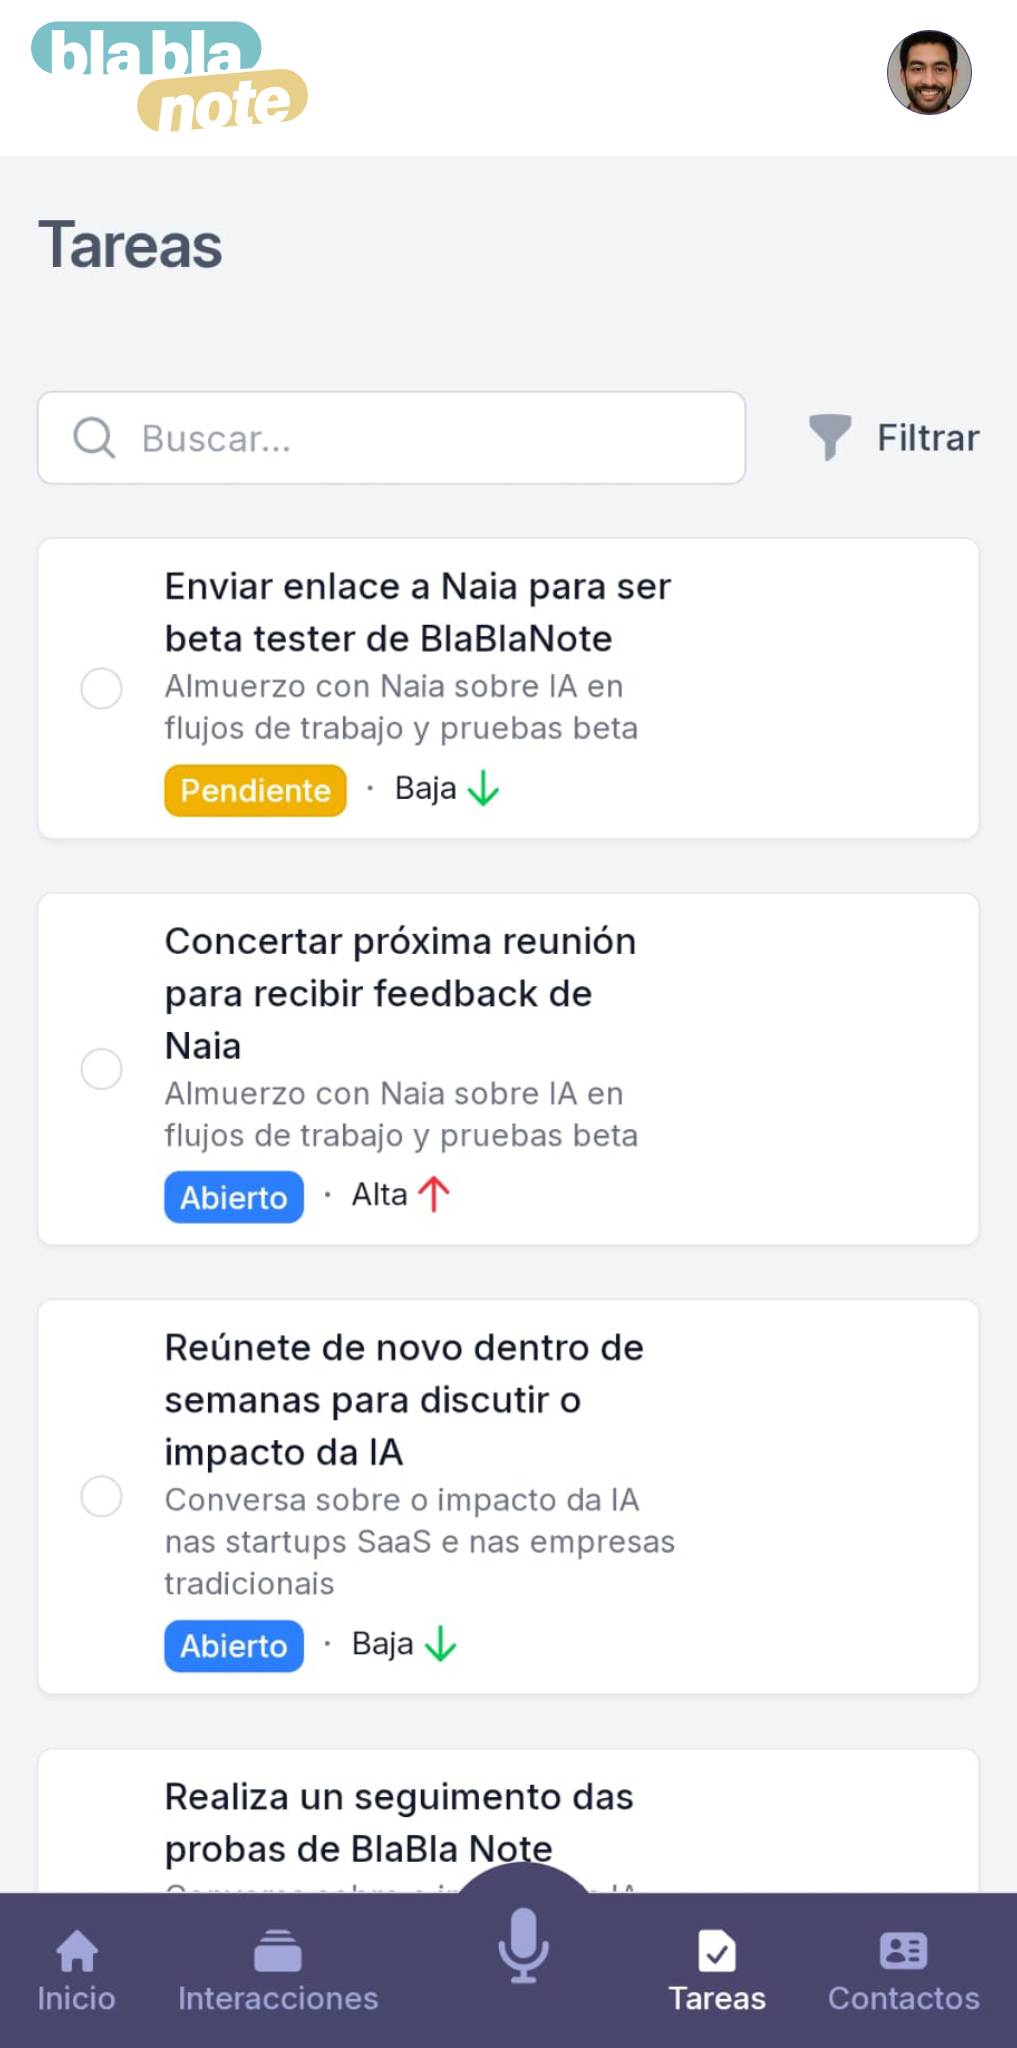 bla bla
note
Tareas
Buscar...
Filtrar
Enviar enlace a Naia para ser
beta tester de BlaBlaNote
Almuerzo con Naia sobre IA en
flujos de trabajo y pruebas beta
Pendiente · Baja
Concertar próxima reunión
para recibir feedback de
Naia
Almuerzo con Naia sobre IA en
flujos de trabajo y pruebas beta
Abierto · Alta
Reúnete de novo dentro de
semanas para discutir o
impacto da IA
Conversa sobre o impacto da IA
nas startups SaaS e nas empresas
tradicionais
Abierto · Baja
Realiza un seguimento das
probas de BlaBla Note
Inicio
Interacciones
Tareas
Contactos